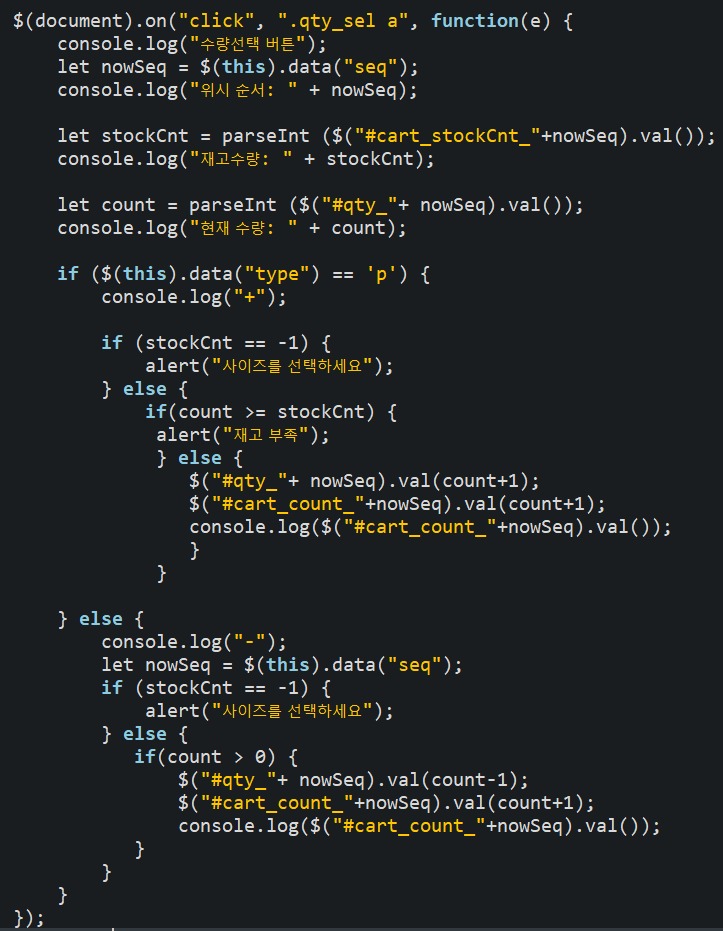 $(document).on("click", ".qty_sel a", function(e) {
    console.log("수량선택 버튼");
    let nowSeq = $(this).data("seq");
    console.log("위시 순서: " + nowSeq);

    let stockCnt = parseInt ($("#cart_stockCnt_"+nowSeq).val());
    console.log("재고수량: " + stockCnt);

    let count = parseInt ($("#qty_"+ nowSeq).val());
    console.log("현재 수량: " + count);

    if ($(this).data("type") == 'p') {
        console.log("+");

        if (stockCnt == -1) {
            alert("사이즈를 선택하세요");
        } else {
            if(count >= stockCnt) {
             alert("재고 부족");
             } else {
                $("#qty_"+ nowSeq).val(count+1);
                $("#cart_count_"+nowSeq).val(count+1);
                console.log($("#cart_count_"+nowSeq).val());
                }
             }

    } else {
        console.log("-");
        let nowSeq = $(this).data("seq");
        if (stockCnt == -1) {
            alert("사이즈를 선택하세요");
        } else {
           if(count > 0) {
               $("#qty_"+ nowSeq).val(count-1);
               $("#cart_count_"+nowSeq).val(count+1);
               console.log($("#cart_count_"+nowSeq).val());
           }
        }
    }
});